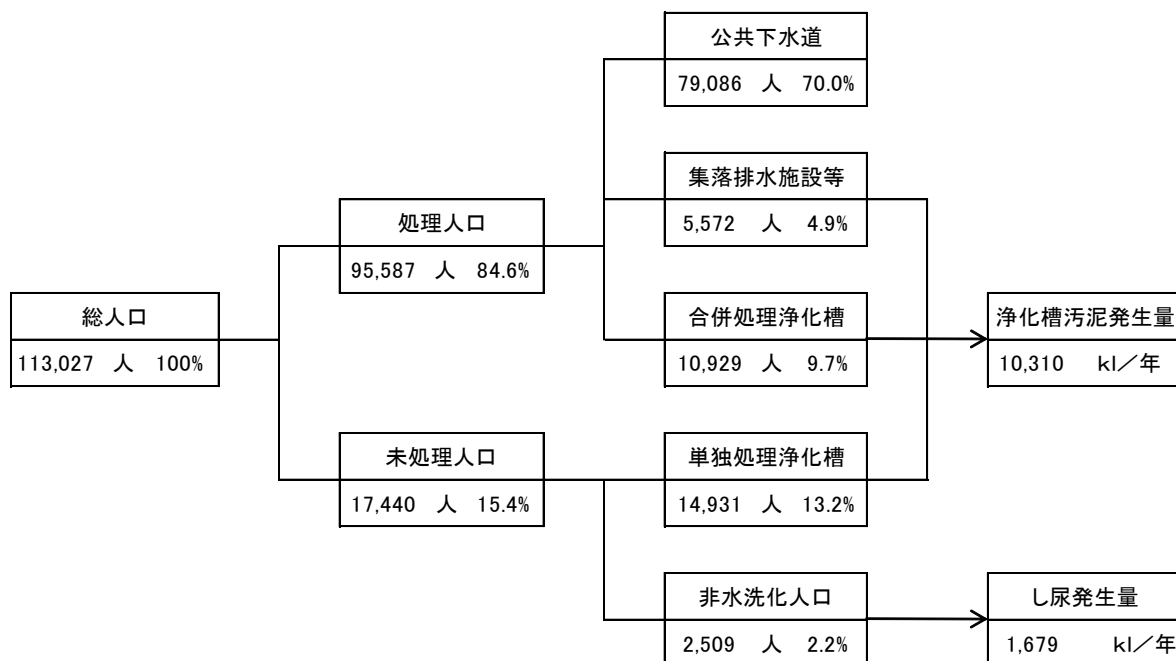 公共下水道
79,086 人 70.0%
集落排水施設等
5,572 人 4.9%
処理人口
95,587 人 84.6%
総人口
113,027 人 100%
合併処理浄化槽
10,929 人 9.7%
浄化槽汚泥発生量
10,310 kl／年
未処理人口
17,440 人 15.4%
単独処理浄化槽
14,931 人 13.2%
非水洗化人口
2,509 人 2.2%
し尿発生量
1,679 kl／年